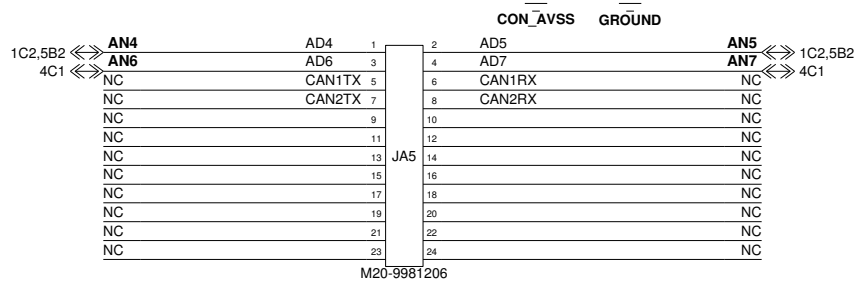 CON_AVSS GROUND
AN4 AD4 1 2 AD5 AN5
1C2,5B2 1C2,5B2
AN6 AD6 3 4 AD7 AN7
4C1 4C1
NC CAN1TX 5 6 CAN1RX NC
NC CAN2TX 7 8 CAN2RX NC
NC 9 10 NC
NC 11 12 NC
NC 13 JA5 14 NC
NC 15 16 NC
NC 17 18 NC
NC 19 20 NC
NC 21 22 NC
NC 23 24 NC
M20-9981206